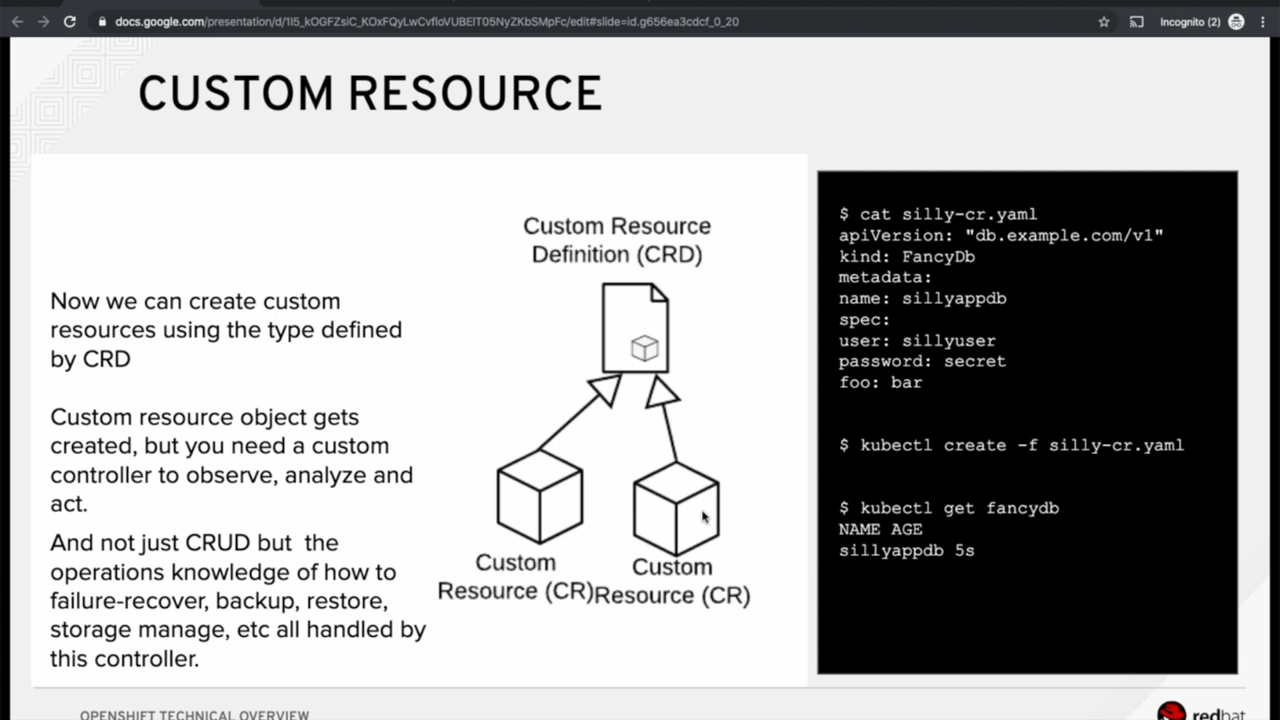 docs.google.com/presentation/d/1I5_kOGFZsiC_KOxFQyLwCvfloVUBEIT05NyZKbSMpFc/edit#slide=id.g656ea3cdcf_0_20
Incognito (2)
CUSTOM RESOURCE
Now we can create custom
resources using the type defined
by CRD
Custom resource object gets
created, but you need a custom
controller to observe, analyze and
act.
And not just CRUD but the
operations knowledge of how to
failure-recover, backup, restore,
storage manage, etc all handled by
this controller.
Custom Resource
Definition (CRD)
Custom
Resource (CR)
Custom
Resource (CR)
$ cat silly-cr.yaml
apiVersion: "db.example.com/v1"
kind: FancyDb
metadata:
name: sillyappdb
spec:
user: sillyuser
password: secret
foo: bar
$ kubectl create -f silly-cr.yaml
$ kubectl get fancydb
NAME AGE
sillyappdb 5s
OPENSHIFT TECHNICAL OVERVIEW
redhat